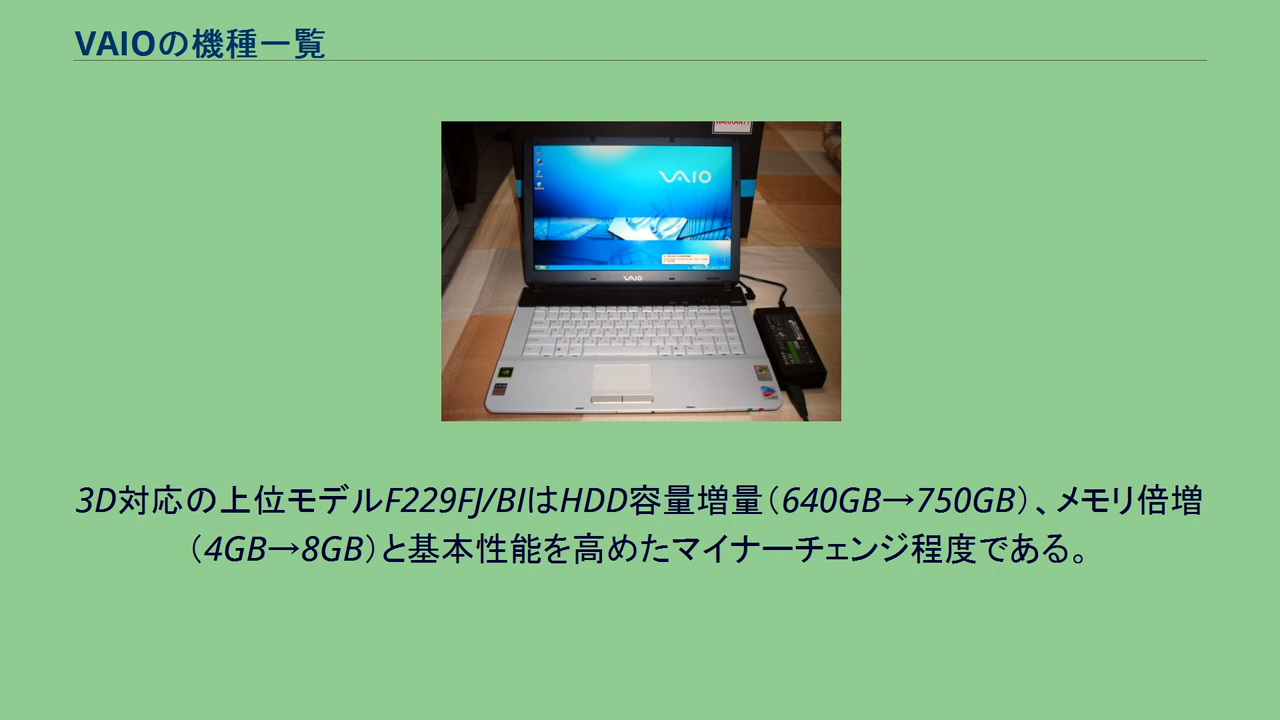 VAIOの機種一覧
VAIO
VAIO
3D対応の上位モデルF229FJ/BIはHDD容量増量（640GB→750GB）、メモリ倍増
（4GB→8GB）と基本性能を高めたマイナーチェンジ程度である。